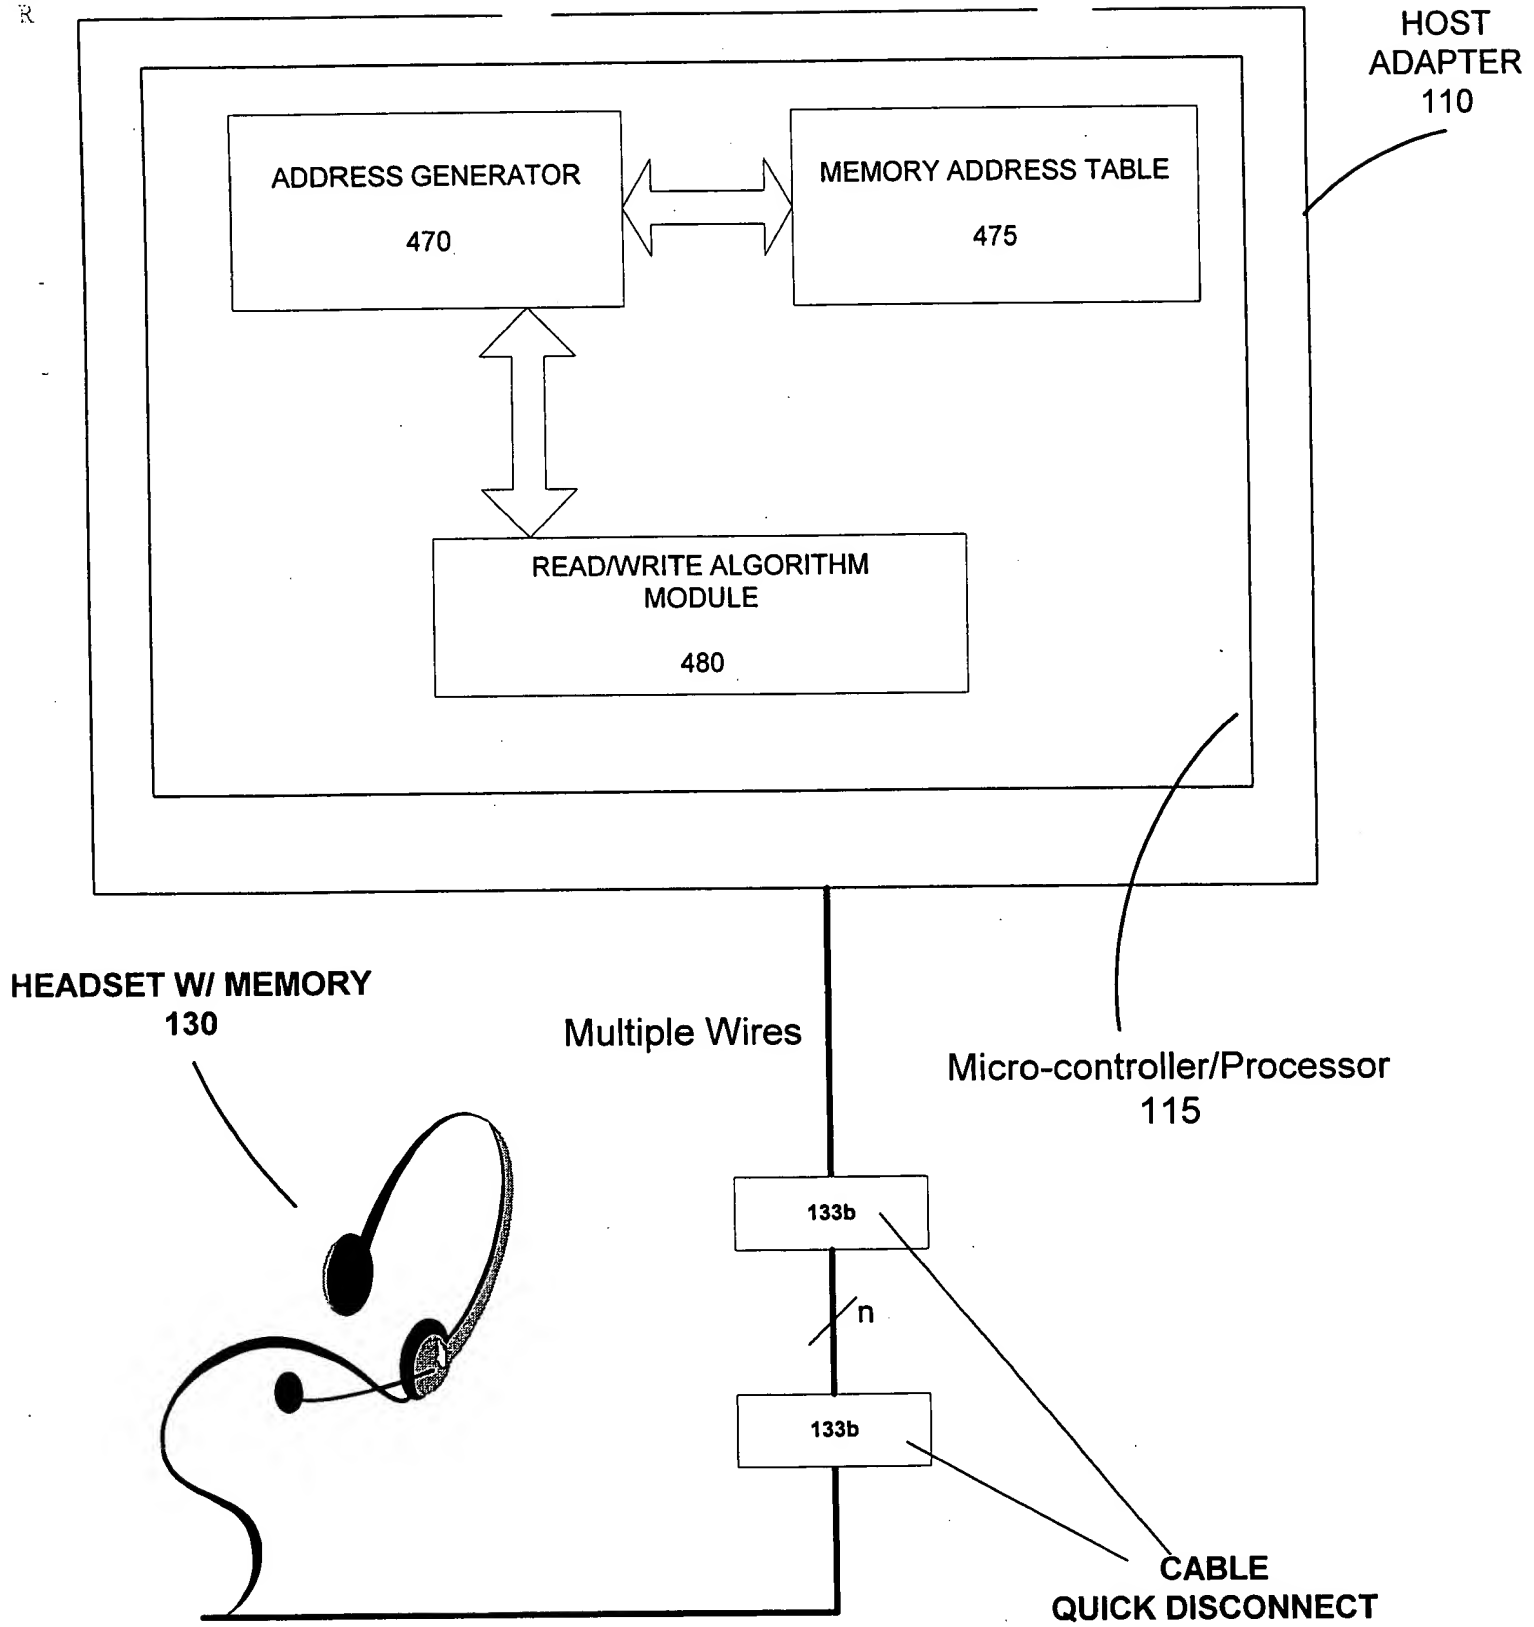 R
HOST
ADAPTER
110
ADDRESS GENERATOR
470
MEMORY ADDRESS TABLE
475
READ/WRITE ALGORITHM
MODULE
480
HEADSET W/ MEMORY
130
Multiple Wires
Micro-controller/Processor
115
133b
n
133b
CABLE
QUICK DISCONNECT